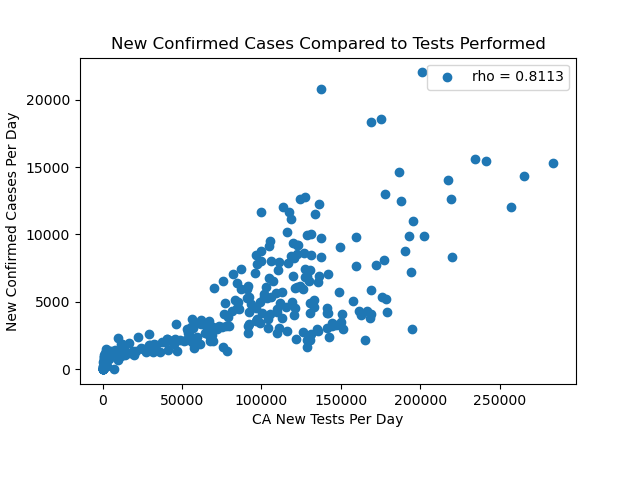 New Confirmed Cases Compared to Tests Performed
rho = 0.8113
20000
15000
10000
5000
0
New Confirmed Caeses Per Day
0
50000
100000
150000
200000
250000
CA New Tests Per Day